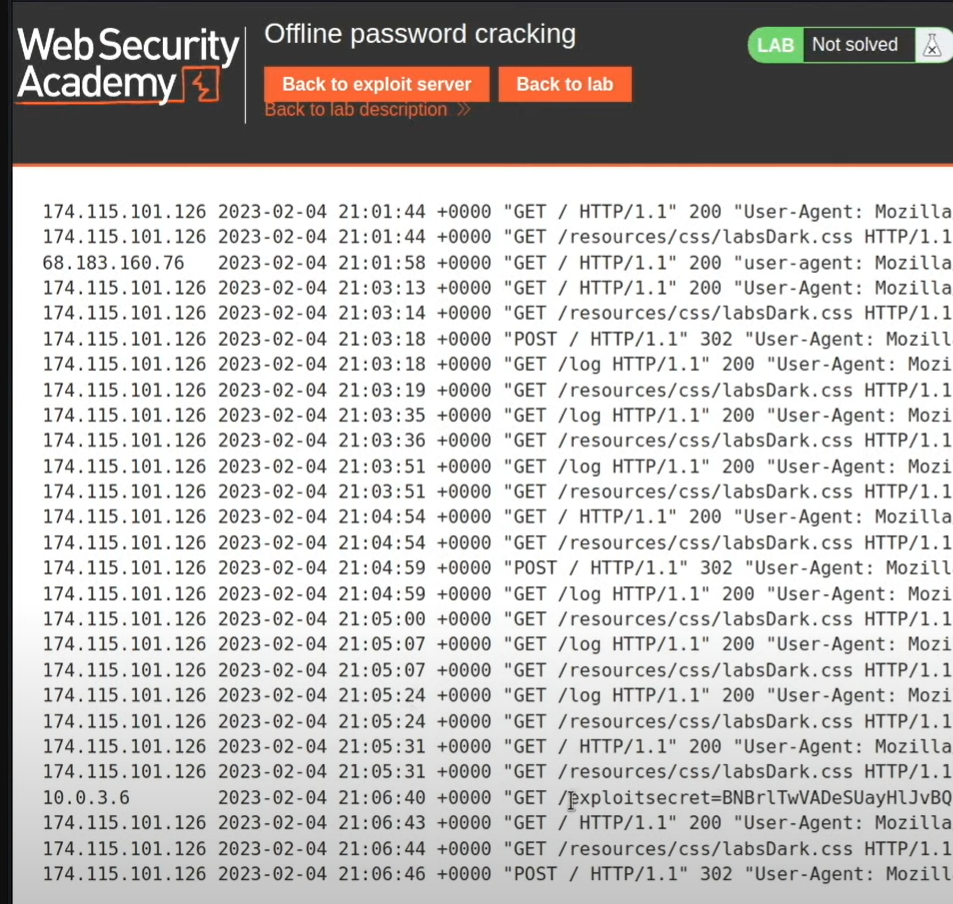 Web Security
Academy
Offline password cracking
LAB Not solved
Back to exploit server Back to lab
Back to lab description
174.115.101.126 2023-02-04 21:01:44 +0000 "GET / HTTP/1.1" 200 "User-Agent: Mozilla
174.115.101.126 2023-02-04 21:01:44 +0000 "GET /resources/css/labsDark.css HTTP/1.1
68.183.160.76 2023-02-04 21:01:58 +0000 "GET / HTTP/1.1" 200 "user-agent: Mozilla
174.115.101.126 2023-02-04 21:03:13 +0000 "GET / HTTP/1.1" 200 "User-Agent: Mozilla
174.115.101.126 2023-02-04 21:03:14 +0000 "GET /resources/css/labsDark.css HTTP/1.1
174.115.101.126 2023-02-04 21:03:18 +0000 "POST / HTTP/1.1" 302 "User-Agent: Mozill
174.115.101.126 2023-02-04 21:03:18 +0000 "GET /log HTTP/1.1" 200 "User-Agent: Mozi
174.115.101.126 2023-02-04 21:03:19 +0000 "GET /resources/css/labsDark.css HTTP/1.1
174.115.101.126 2023-02-04 21:03:35 +0000 "GET /log HTTP/1.1" 200 "User-Agent: Mozi
174.115.101.126 2023-02-04 21:03:36 +0000 "GET /resources/css/labsDark.css HTTP/1.1
174.115.101.126 2023-02-04 21:03:51 +0000 "GET /log HTTP/1.1" 200 "User-Agent: Mozi
174.115.101.126 2023-02-04 21:03:51 +0000 "GET /resources/css/labsDark.css HTTP/1.1
174.115.101.126 2023-02-04 21:04:54 +0000 "GET / HTTP/1.1" 200 "User-Agent: Mozilla
174.115.101.126 2023-02-04 21:04:54 +0000 "GET /resources/css/labsDark.css HTTP/1.1
174.115.101.126 2023-02-04 21:04:59 +0000 "POST / HTTP/1.1" 302 "User-Agent: Mozill
174.115.101.126 2023-02-04 21:04:59 +0000 "GET /log HTTP/1.1" 200 "User-Agent: Mozi
174.115.101.126 2023-02-04 21:05:00 +0000 "GET /resources/css/labsDark.css HTTP/1.1
174.115.101.126 2023-02-04 21:05:07 +0000 "GET /log HTTP/1.1" 200 "User-Agent: Mozi
174.115.101.126 2023-02-04 21:05:07 +0000 "GET /resources/css/labsDark.css HTTP/1.1
174.115.101.126 2023-02-04 21:05:24 +0000 "GET /log HTTP/1.1" 200 "User-Agent: Mozi
174.115.101.126 2023-02-04 21:05:24 +0000 "GET /resources/css/labsDark.css HTTP/1.1
174.115.101.126 2023-02-04 21:05:31 +0000 "GET / HTTP/1.1" 200 "User-Agent: Mozilla
174.115.101.126 2023-02-04 21:05:31 +0000 "GET /resources/css/labsDark.css HTTP/1.1
10.0.3.6 2023-02-04 21:06:40 +0000 "GET /exploitsecret=BNBrlTwVADeSUayHlJvBQ
174.115.101.126 2023-02-04 21:06:43 +0000 "GET / HTTP/1.1" 200 "User-Agent: Mozilla
174.115.101.126 2023-02-04 21:06:44 +0000 "GET /resources/css/labsDark.css HTTP/1.1
174.115.101.126 2023-02-04 21:06:46 +0000 "POST / HTTP/1.1" 302 "User-Agent: Mozill